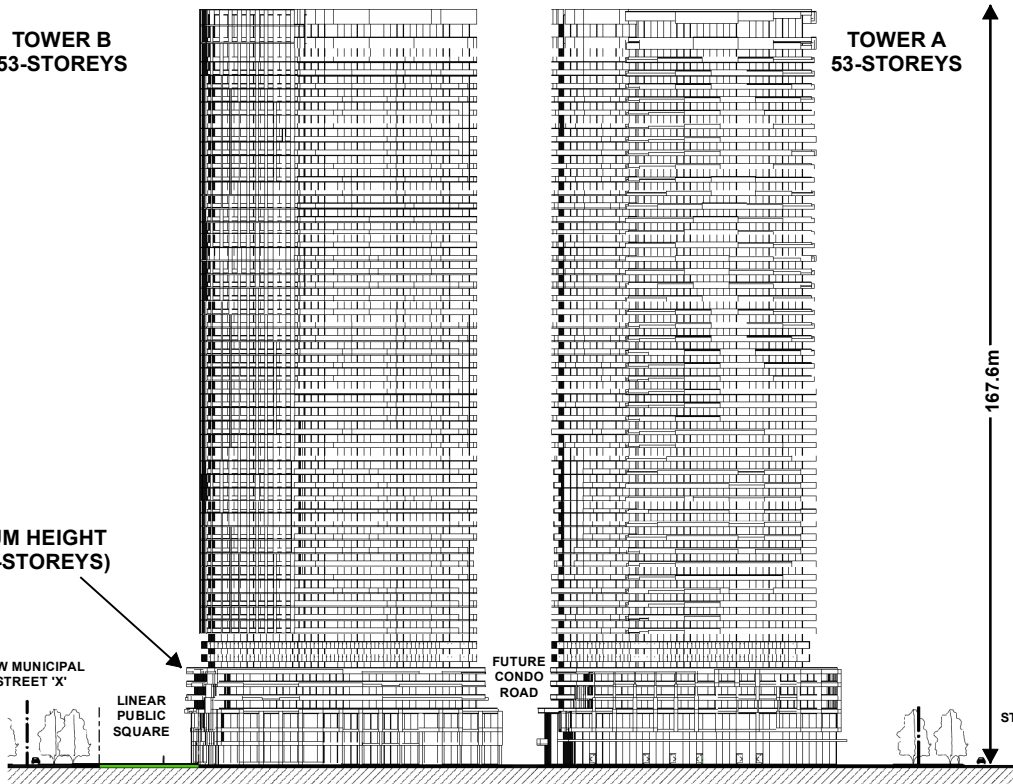 TOWER B
53-STOREYS
TOWER A
53-STOREYS
167.6m
UM HEIGHT
-STOREYS)
W MUNICIPAL
STREET 'X'
LINEAR
PUBLIC
SQUARE
FUTURE
CONDO
ROAD
ST